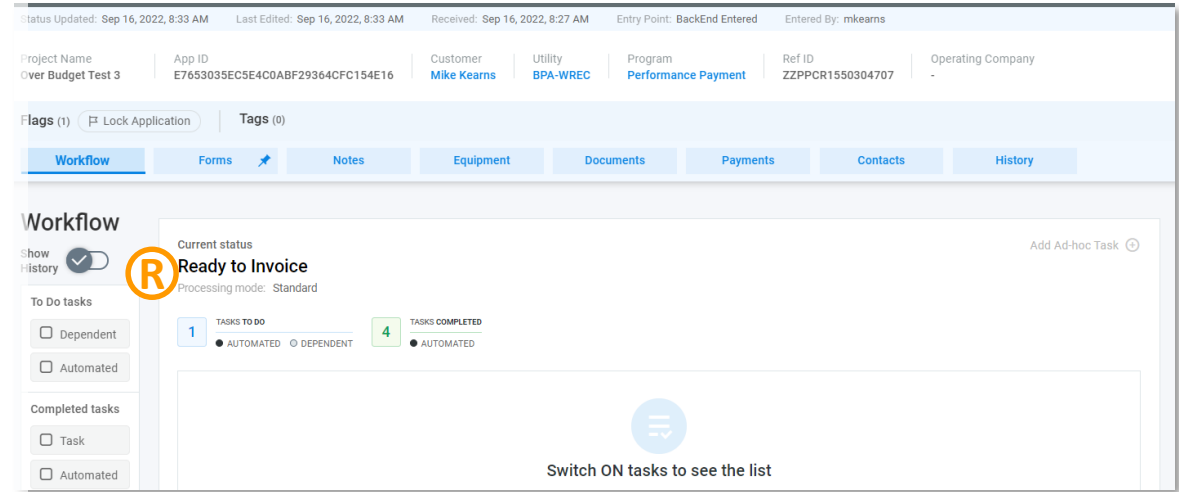 Status Updated: Sep 16, 2022, 8:33 AM Last Edited: Sep 16, 2022, 8:33 AM Received: Sep 16, 2022, 8:27 AM Entry Point: BackEnd Entered Entered By: mkearns
Project Name App ID Customer Utility Program Ref ID Operating Company
Over Budget Test 3 E7653035EC5E4C0ABF29364CFC154E16 Mike Kearns BPA-WREC Performance Payment ZZPPCR1550304707 -
Flags (1) Lock Application Tags (0)
Workflow Forms Notes Equipment Documents Payments Contacts History
Workflow
Show
History
To Do tasks
Dependent
Automated
Completed tasks
Task
Automated
R
Current status
Add Ad-hoc Task
Ready to Invoice
Processing mode: Standard
1 TASKS TO DO
AUTOMATED DEPENDENT
4 TASKS COMPLETED
AUTOMATED
Switch ON tasks to see the list